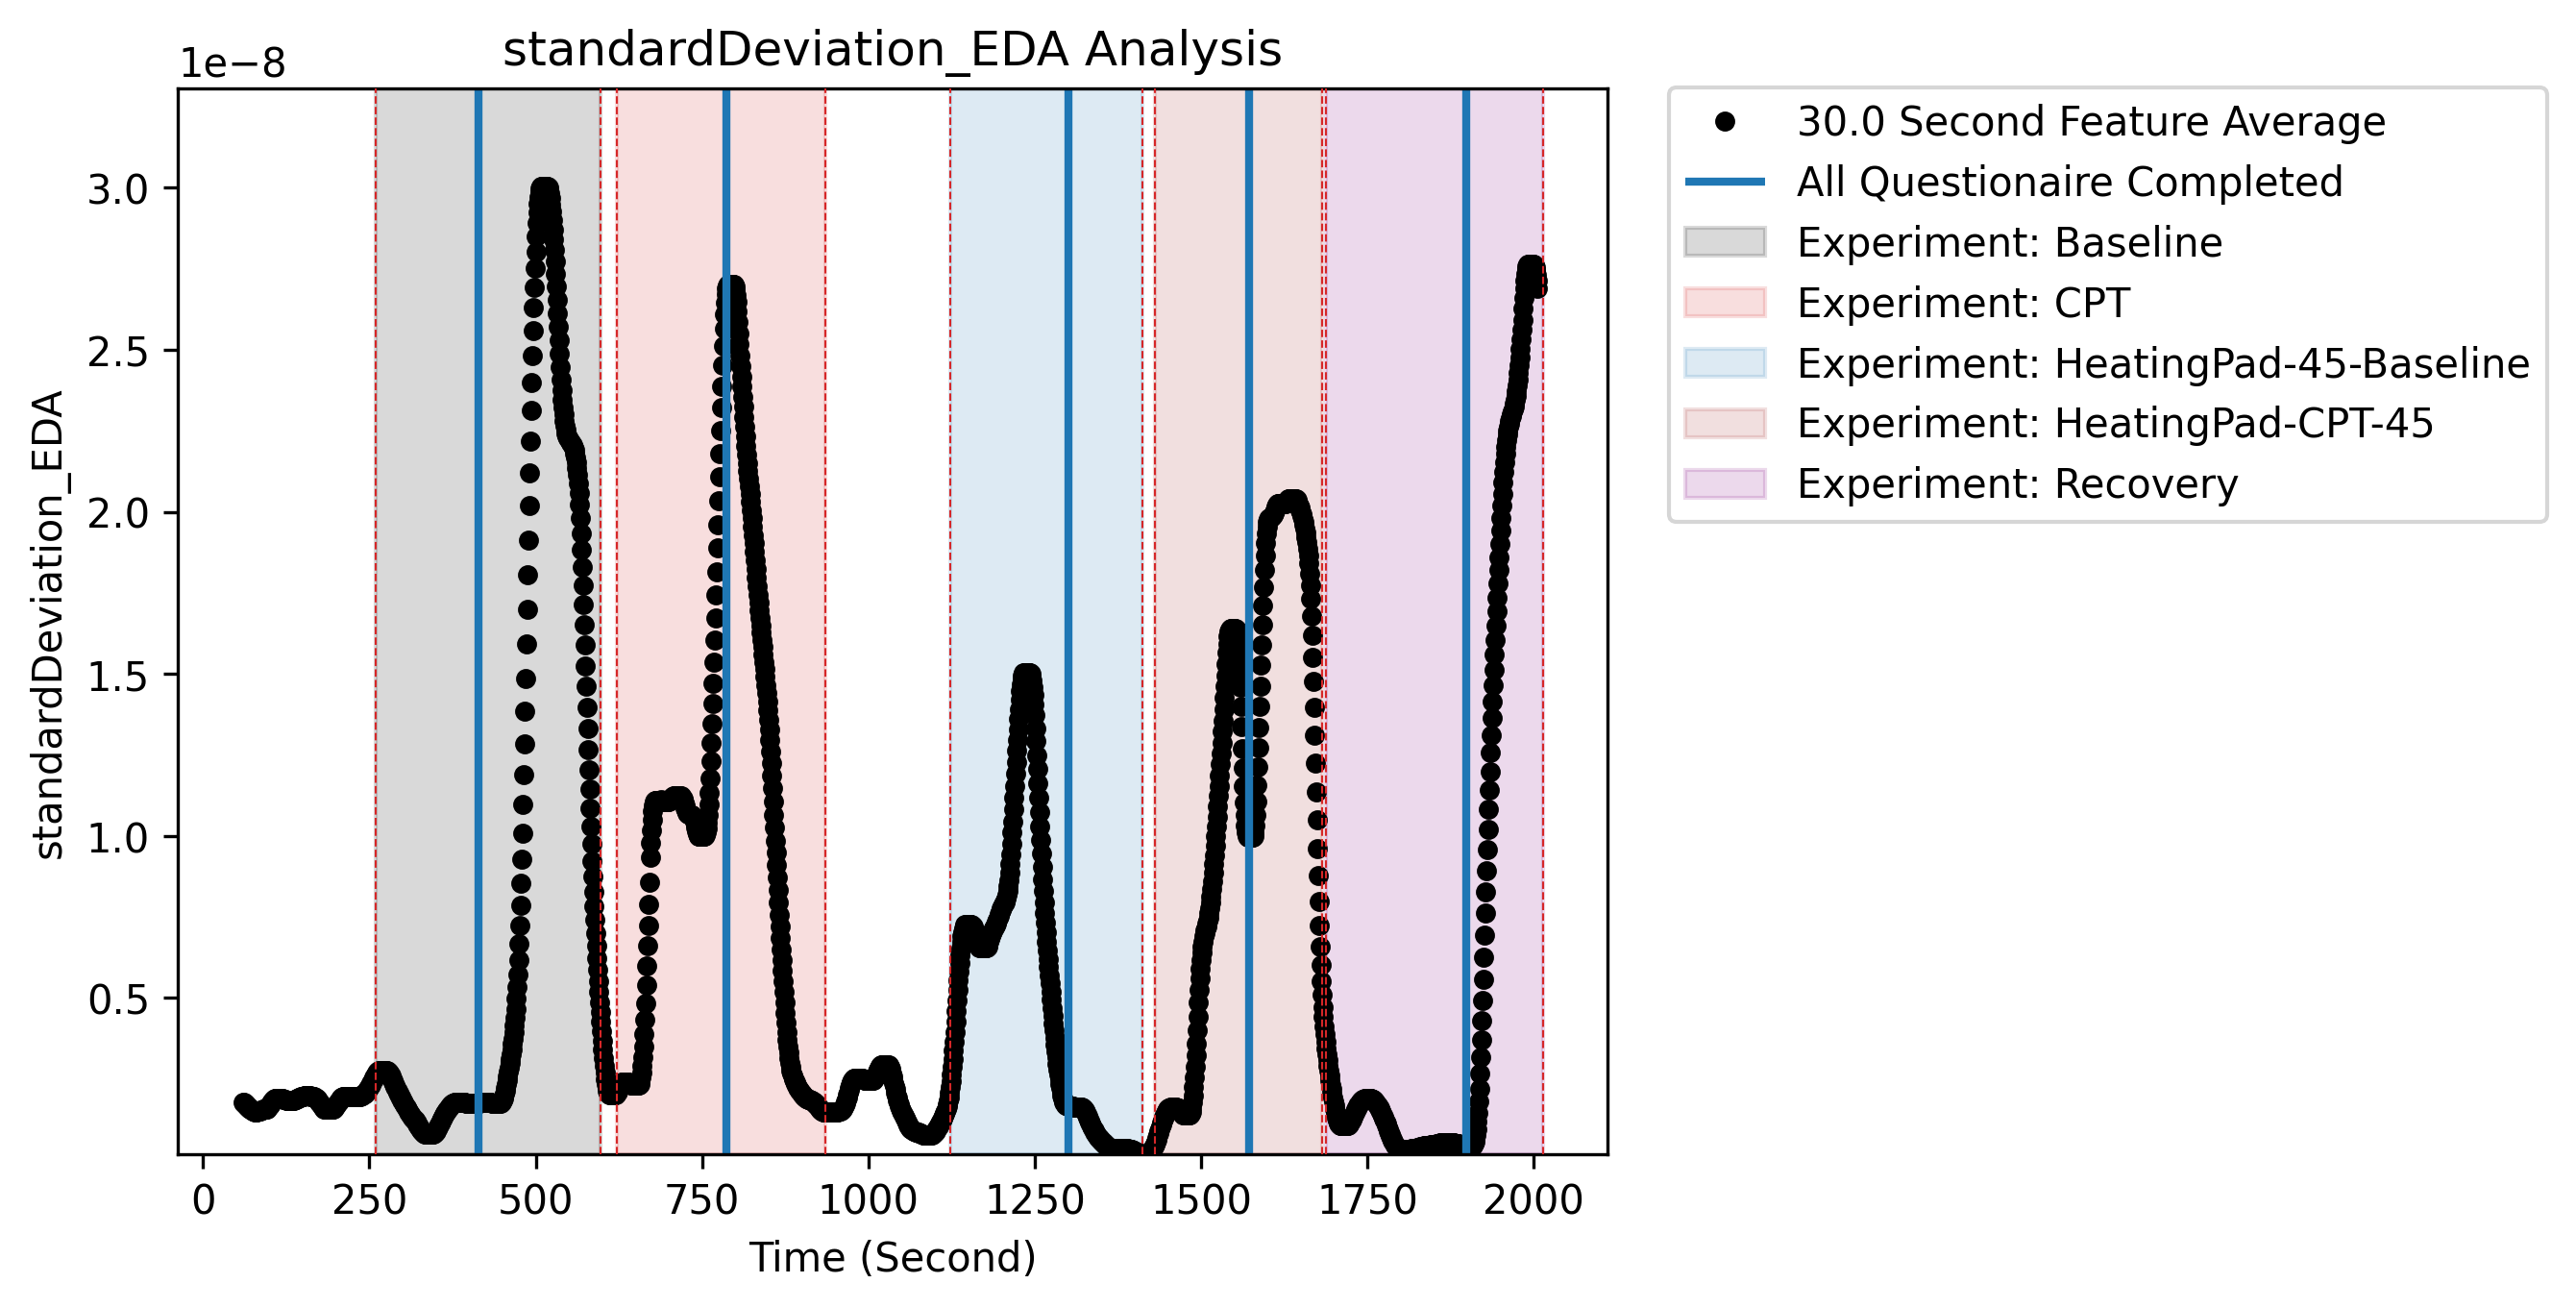 standardDeviation_EDA Analysis
1e−8
3.0
2.5
2.0
1.5
1.0
0.5
standardDeviation_EDA
0 250 500 750 1000 1250 1500 1750 2000
Time (Second)
30.0 Second Feature Average
All Questionaire Completed
Experiment: Baseline
Experiment: CPT
Experiment: HeatingPad-45-Baseline
Experiment: HeatingPad-CPT-45
Experiment: Recovery